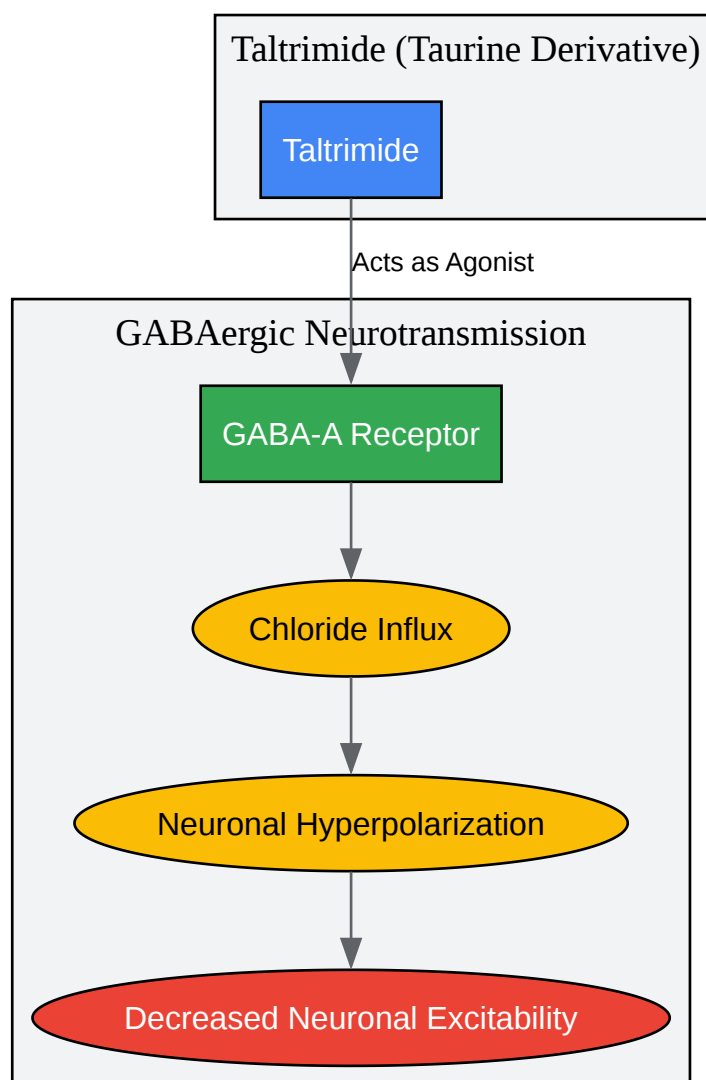 Taltrimide (Taurine Derivative)
Taltrimide
Acts as Agonist
GABAergic Neurotransmission
GABA-A Receptor
Chloride Influx
Neuronal Hyperpolarization
Decreased Neuronal Excitability